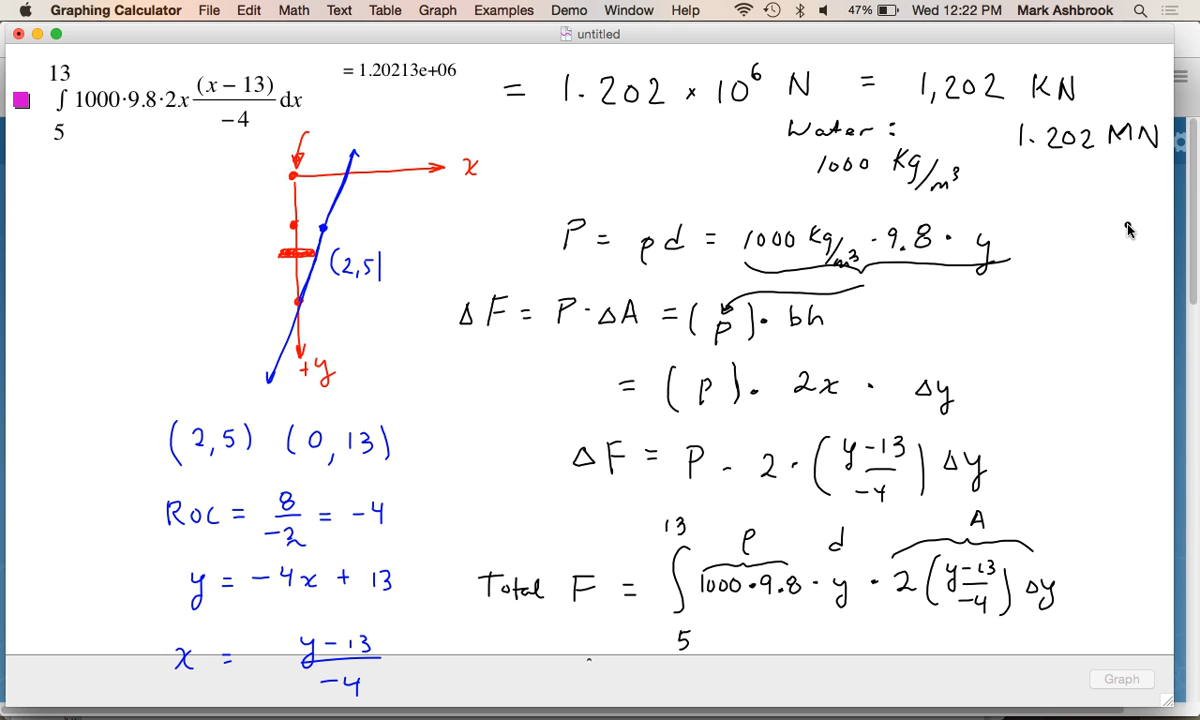 Graphing Calculator File Edit Math Text Table Graph Examples Demo Window Help 47% Wed 12:22 PM Mark Ashbrook
untitled
13
∫ 1000·9.8·2x·(x – 13)/–4 dx
5
= 1.20213e+06
= 1.202 × 10⁶ N = 1,202 KN
1.202 MN
Water:
1000 Kg/m³
x
(2,5)
+y
P = ρd = 1000 Kg/m³ · 9.8 · y
ΔF = P · ΔA = (P) · bh
= (P) · 2x · Δy
ΔF = P · 2 · (y-13/-4) Δy
(2,5) (0,13)
ROC = 8/-2 = -4
y = -4x + 13
x = y-13/-4
13 ρ d A
Total F = ∫ 1000·9.8 · y · 2(y-13/-4) Δy
5
Graph